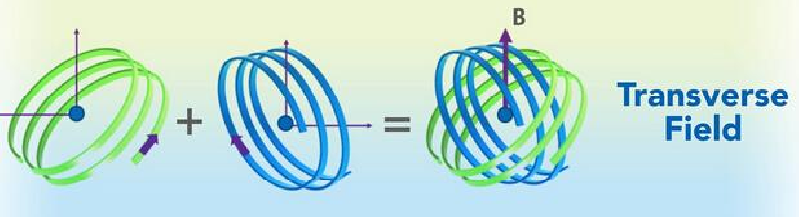 B
+
=
Transverse
Field